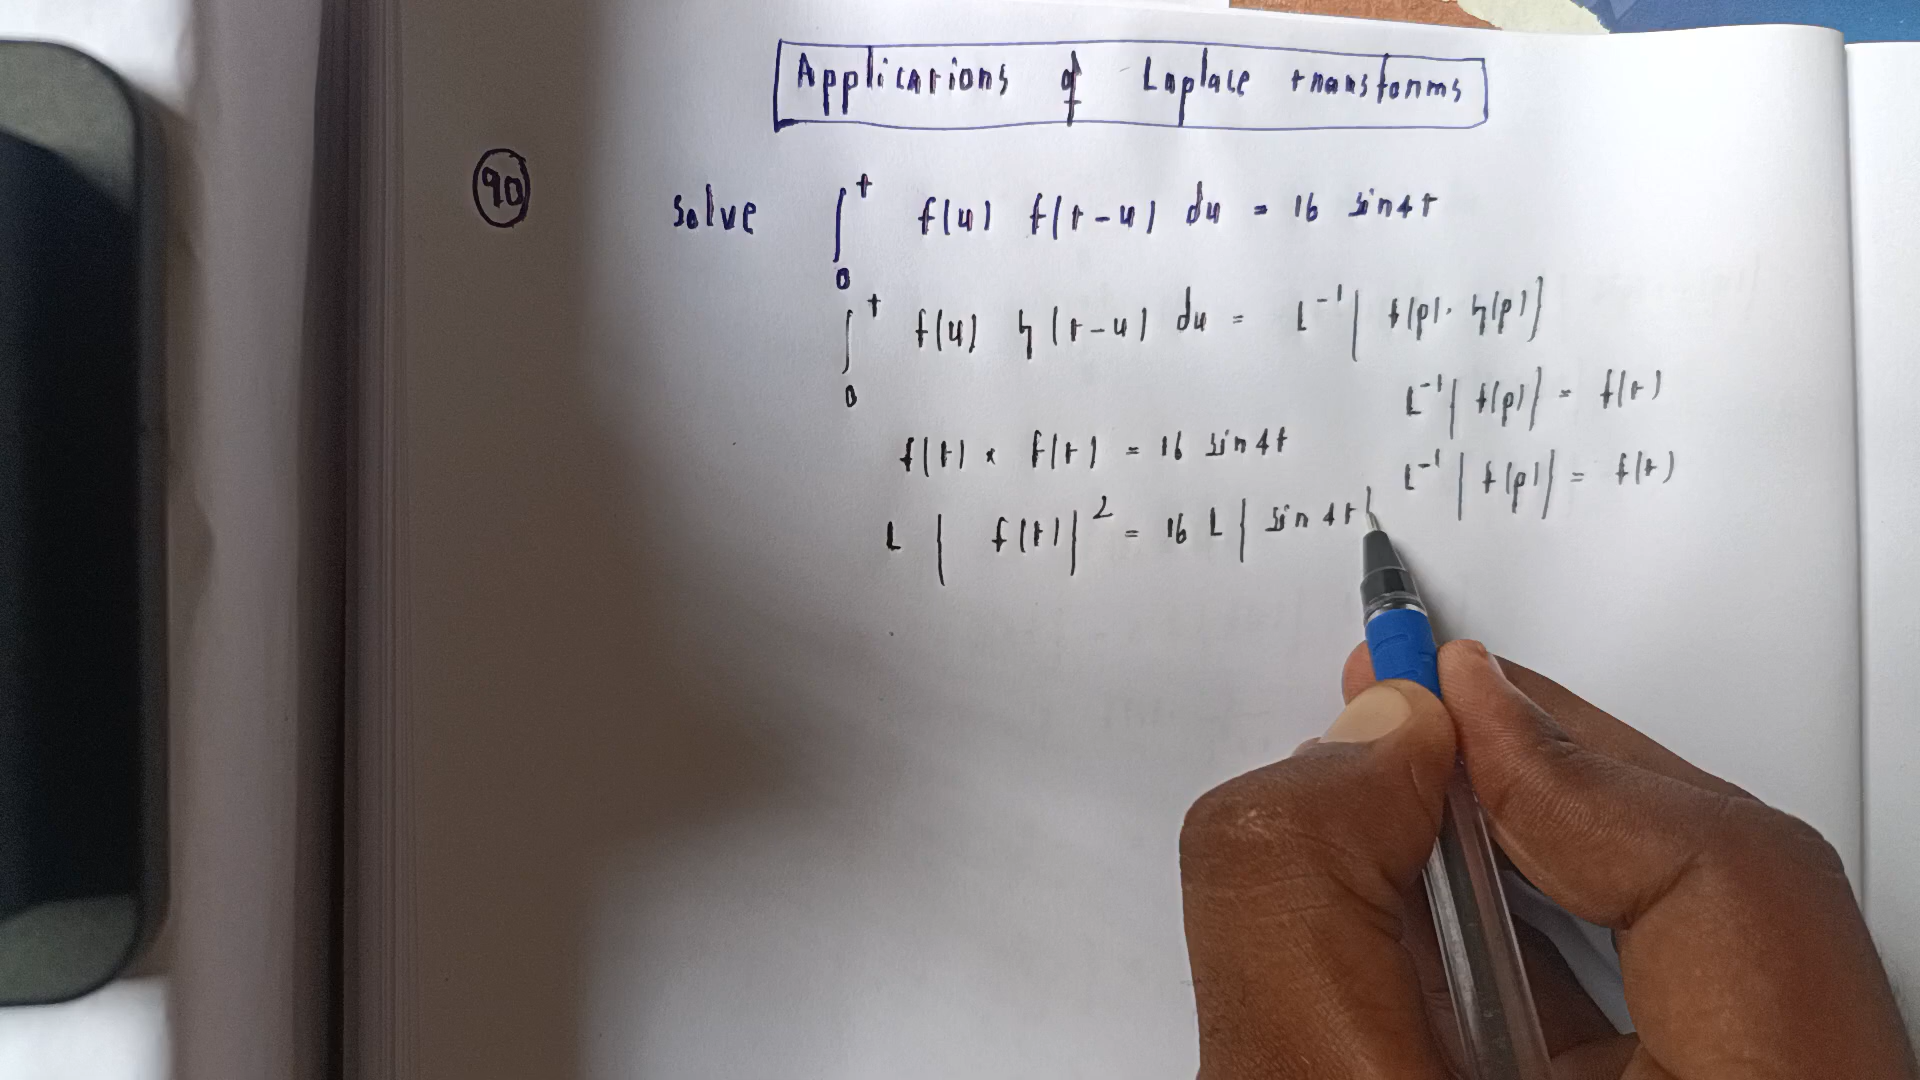 Applications of Laplace transforms
90
Solve ∫₀ᵗ f(u) f(t-u) du = 16 sin4t
∫₀ᵗ f(u) g(t-u) du = L⁻¹{f(p). g(p)}
L⁻¹{f(p)} = f(t)
f(t) * f(t) = 16 sin4t
L⁻¹{f(p)} = f(t)
L{f(t)}² = 16 L{sin4t}